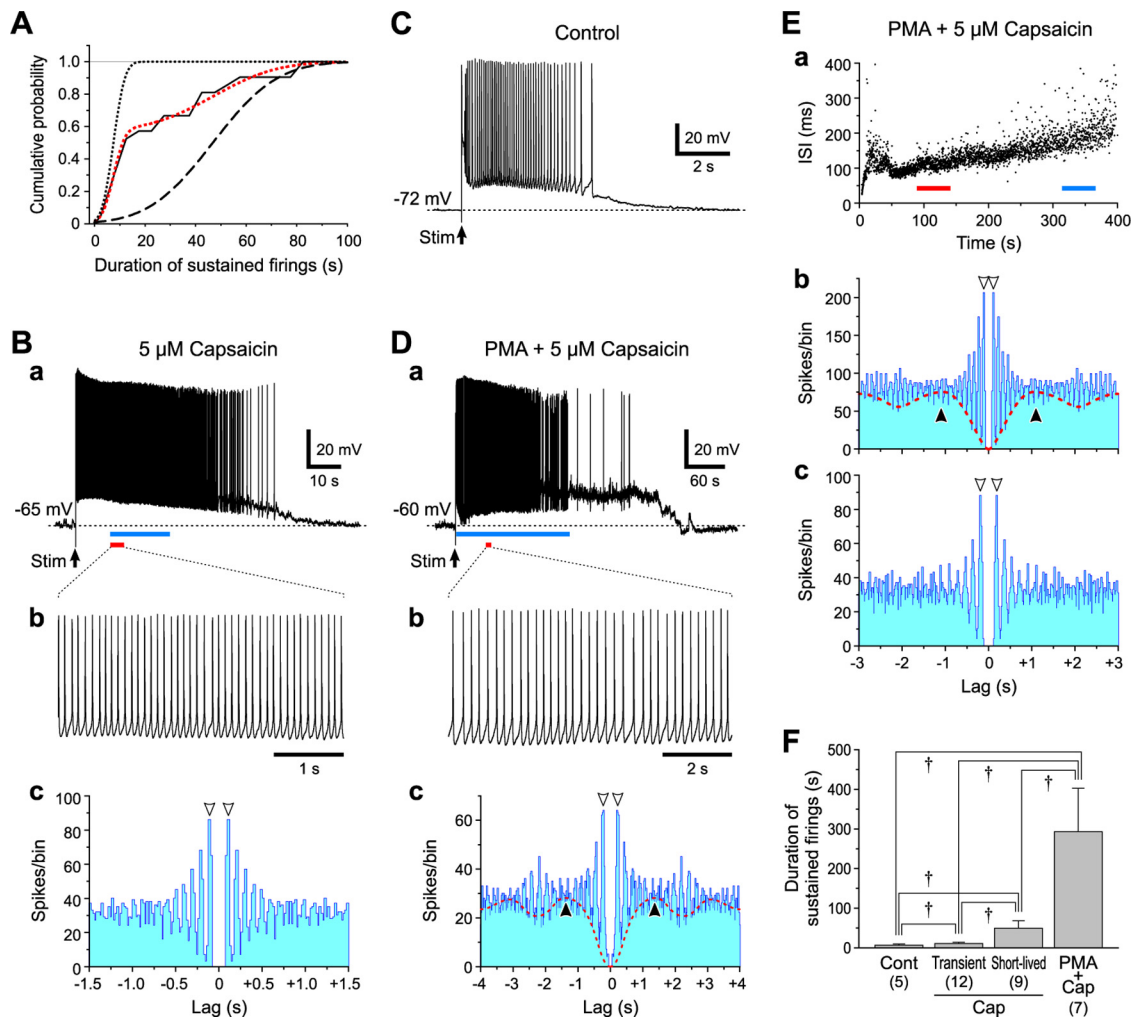 A
1.0
0.8
0.6
0.4
0.2
0
Cumulative probability
0 20 40 60 80 100
Duration of sustained firings (s)
B
5 µM Capsaicin
a
20 mV
10 s
-65 mV
Stim
b
1 s
c
100
80
60
40
20
0
Spikes/bin
-1.5 -1.0 -0.5 0 +0.5 +1.0 +1.5
Lag (s)
C
Control
20 mV
2 s
-72 mV
Stim
D
PMA + 5 µM Capsaicin
a
20 mV
60 s
-60 mV
Stim
b
2 s
c
60
40
20
0
Spikes/bin
-4 -3 -2 -1 0 +1 +2 +3 +4
Lag (s)
E
PMA + 5 µM Capsaicin
a
400
300
200
100
0
ISI (ms)
0 100 200 300 400
Time (s)
b
200
150
100
50
0
Spikes/bin
c
100
80
60
40
20
0
Spikes/bin
-3 -2 -1 0 +1 +2 +3
Lag (s)
F
500
400
300
200
100
0
Duration of
sustained firings (s)
†
†
†
†
†
†
Cont
(5)
Transient
(12)
Short-lived
(9)
Cap
PMA
+
Cap
(7)